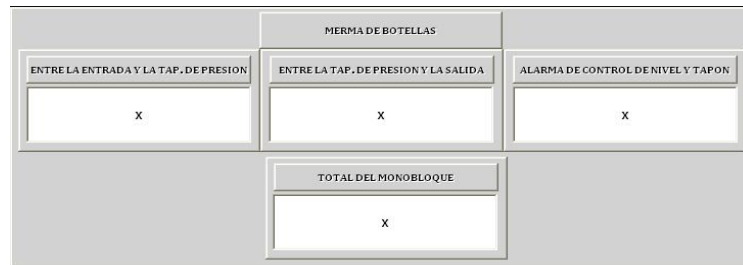 MERMA DE BOTELLAS
ENTRE LA ENTRADA Y LA TAP. DE PRESION
ENTRE LA TAP. DE PRESION Y LA SALIDA
ALARMA DE CONTROL DE NIVEL Y TAPON
X
X
X
TOTAL DEL MONOBLOQUE
X